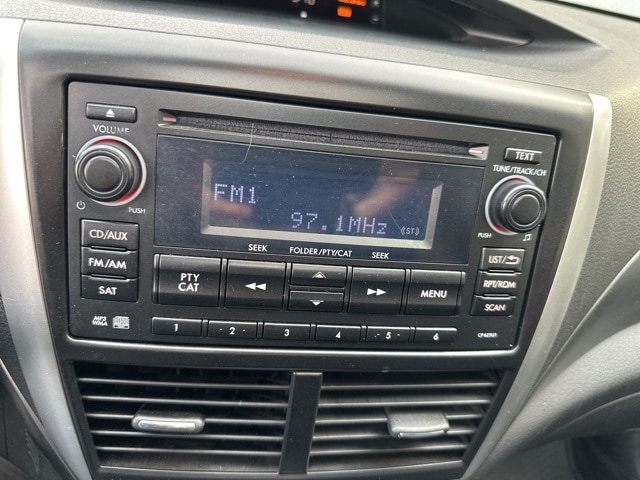 VOLUME
TEXT
TUNE/TRACK/CH
FM1
97.1MHz (ST)
PUSH
PUSH
SEEK FOLDER/PTY/CAT SEEK
CD/AUX
FM/AM
SAT
PTY CAT
MENU
LIST/
RPT/RDM
SCAN
MP3
WMA
1 -2- 3 4 -5- 6